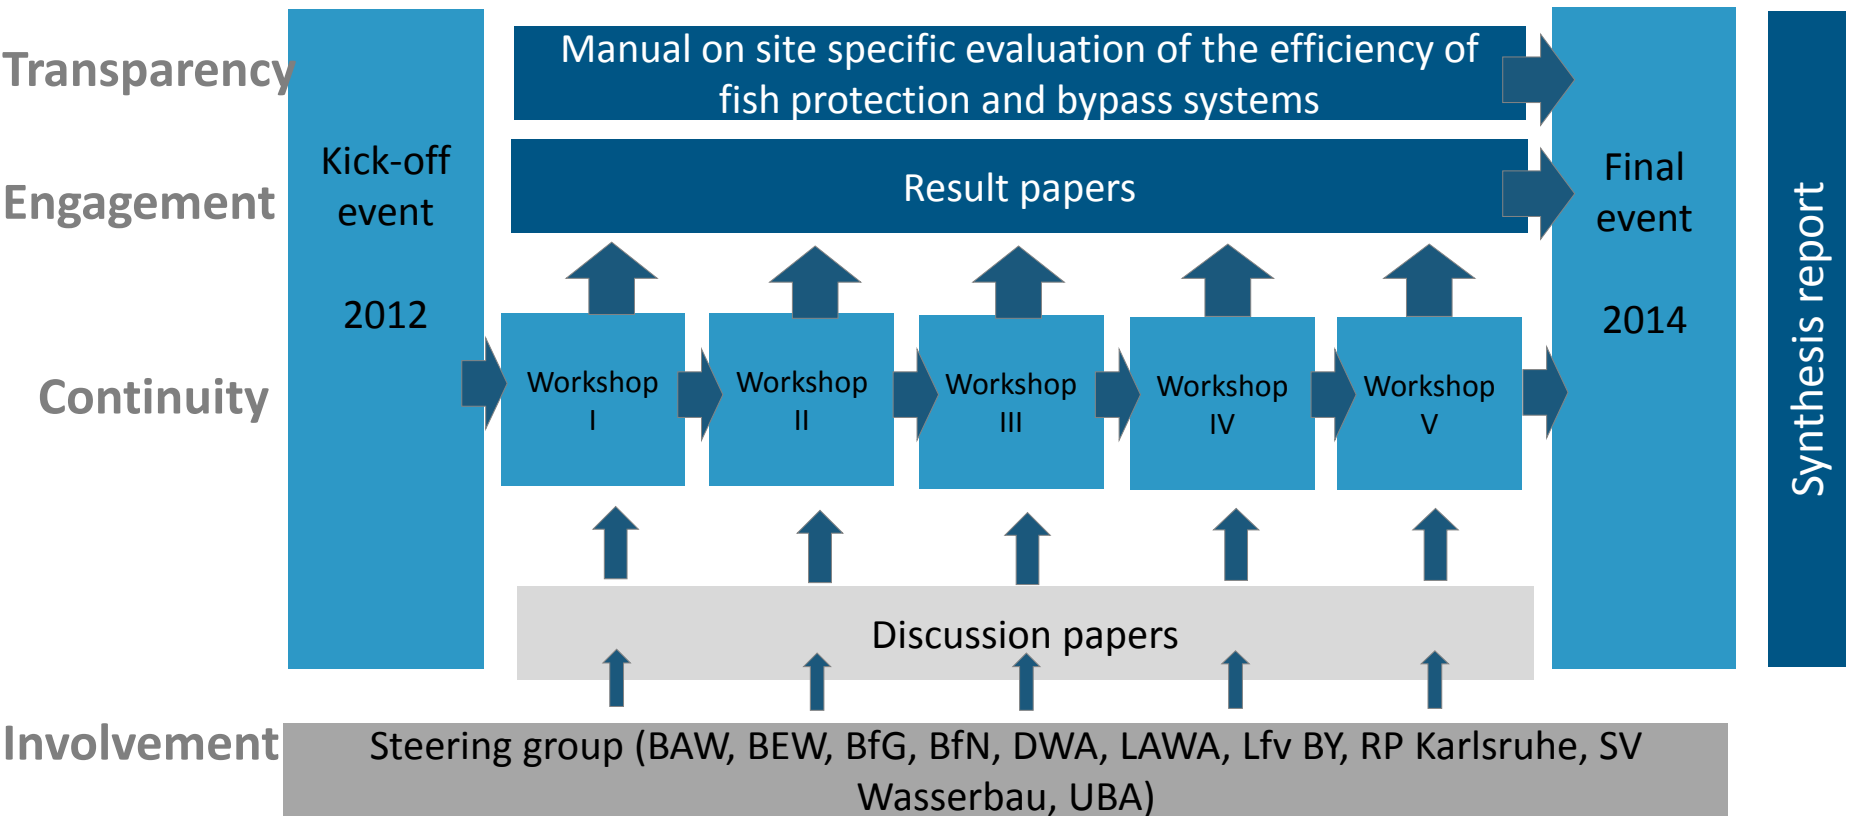 Transparency
Engagement
Continuity
Involvement
Kick-off
event
2012
Manual on site specific evaluation of the efficiency of
fish protection and bypass systems
Result papers
Workshop
I
Workshop
II
Workshop
III
Workshop
IV
Workshop
V
Discussion papers
Steering group (BAW, BEW, BfG, BfN, DWA, LAWA, Lfv BY, RP Karlsruhe, SV
Wasserbau, UBA)
Final
event
2014
Synthesis report